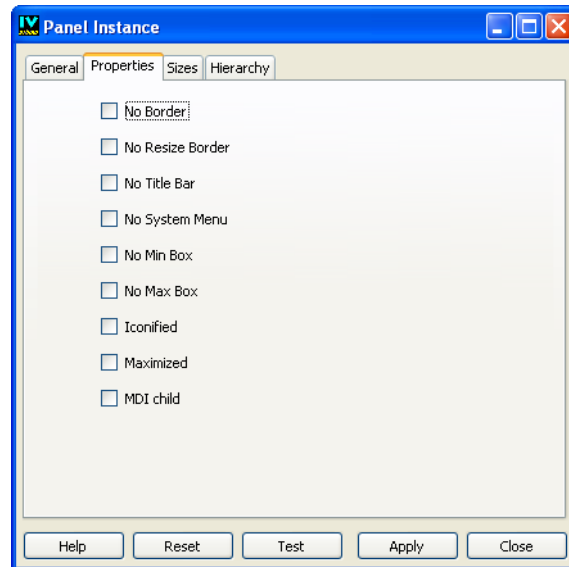 IV Panel Instance
General Properties Sizes Hierarchy
No Border
No Resize Border
No Title Bar
No System Menu
No Min Box
No Max Box
Iconified
Maximized
MDI child
Help Reset Test Apply Close